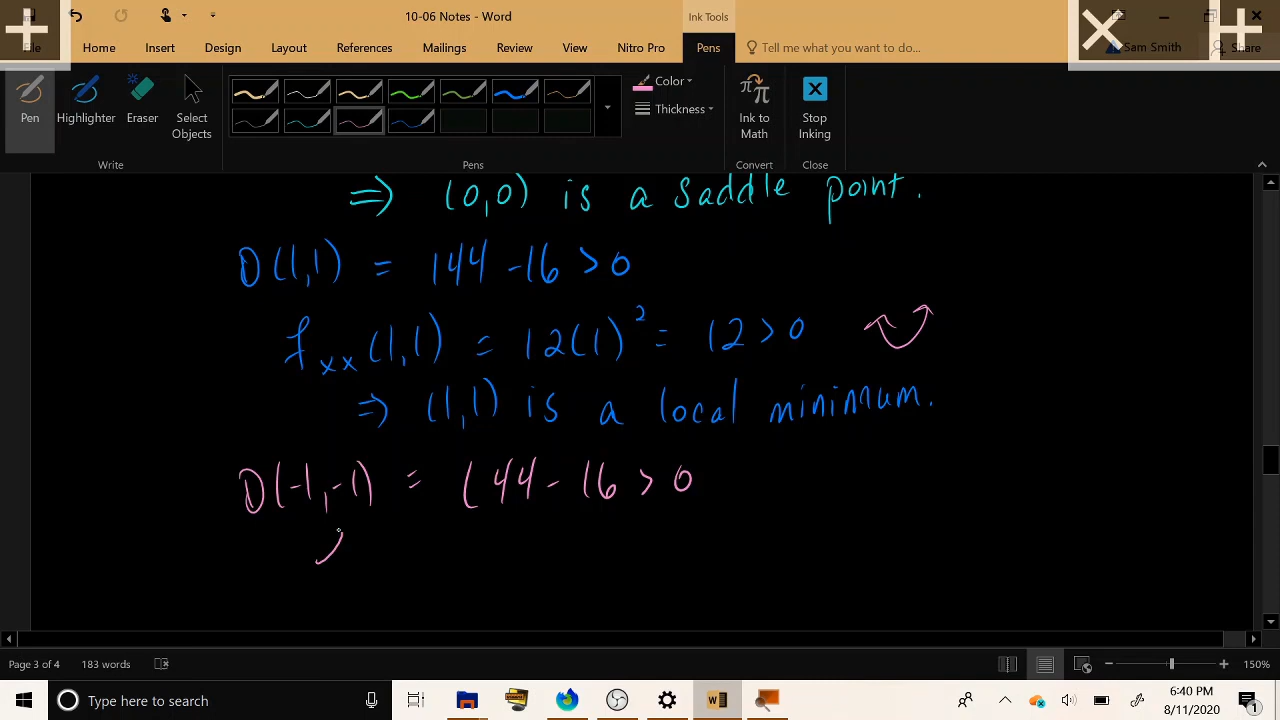 10-06 Notes - Word
Ink Tools
File Home Insert Design Layout References Mailings Review View Nitro Pro Pens Tell me what you want to do... Sam Smith Share
Pen Highlighter Eraser Select Objects
Color
Thickness
Ink to Math
Stop Inking
Write Pens Convert Close
⇒ (0,0) is a saddle point.
D(1,1) = 144 - 16 > 0
f_xx(1,1) = 12(1)^2 = 12 > 0
⇒ (1,1) is a local minimum.
D(-1,-1) = 144 - 16 > 0
Page 3 of 4 183 words 150%
Type here to search
6:40 PM
8/11/2020
1